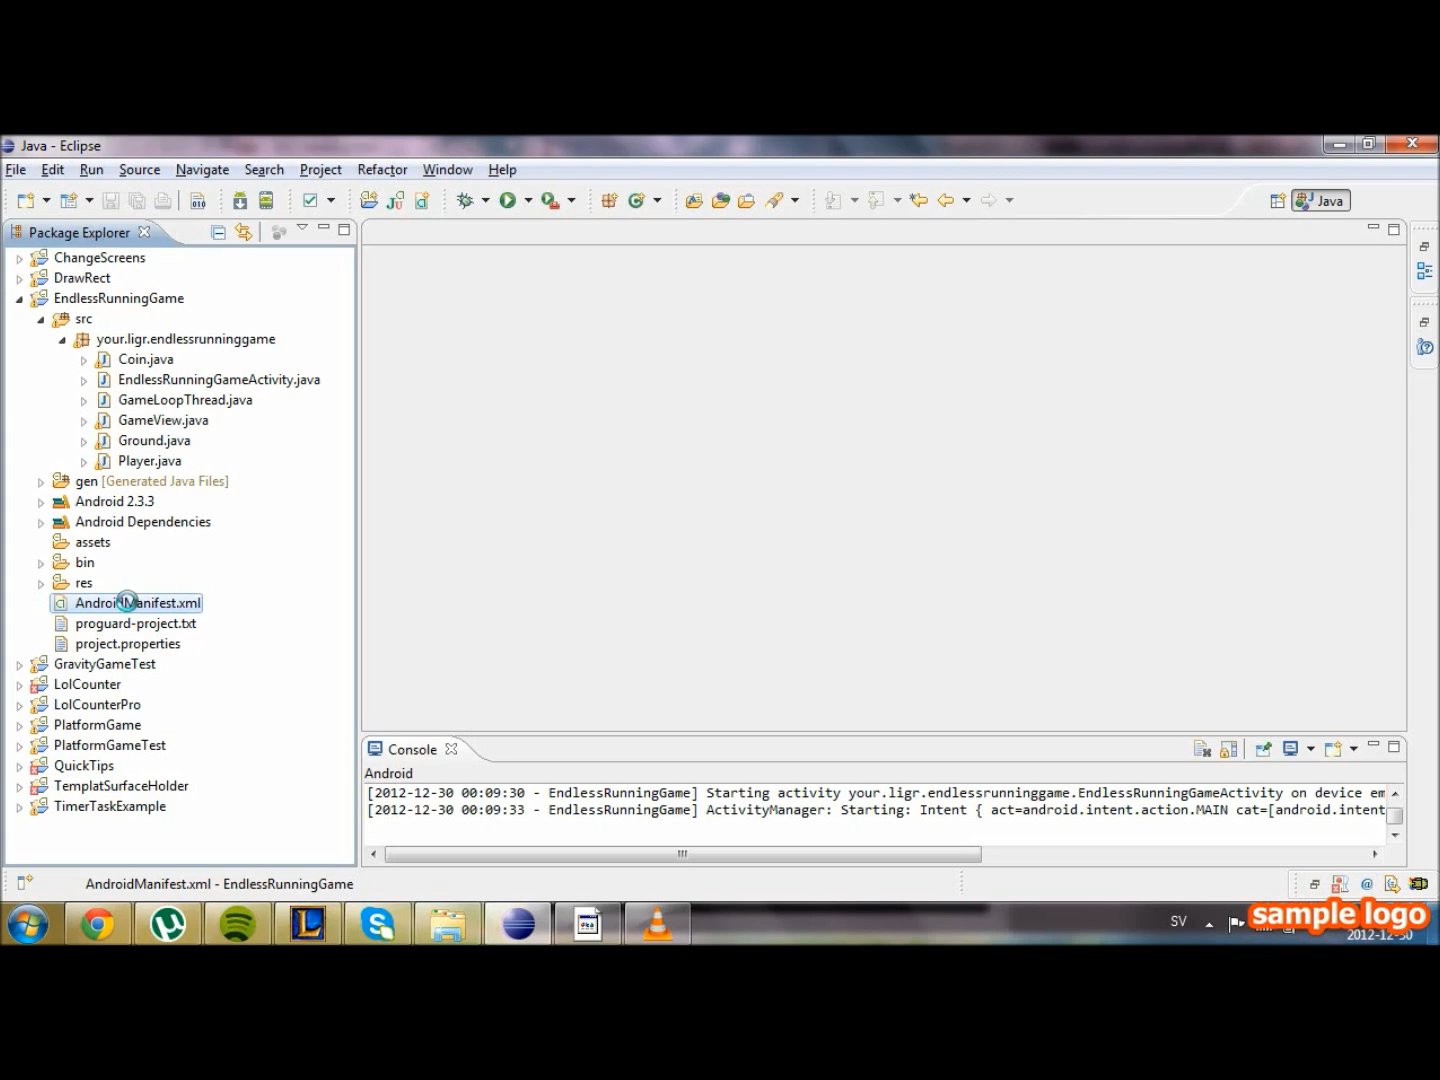 Java - Eclipse
File Edit Run Source Navigate Search Project Refactor Window Help
Java
Package Explorer
ChangeScreens
DrawRect
EndlessRunningGame
src
your.ligr.endlessrunninggame
Coin.java
EndlessRunningGameActivity.java
GameLoopThread.java
GameView.java
Ground.java
Player.java
gen [Generated Java Files]
Android 2.3.3
Android Dependencies
assets
bin
res
AndroidManifest.xml
proguard-project.txt
project.properties
GravityGameTest
LolCounter
LolCounterPro
PlatformGame
PlatformGameTest
QuickTips
TemplatSurfaceHolder
TimerTaskExample
Console
Android
[2012-12-30 00:09:30 - EndlessRunningGame] Starting activity your.ligr.endlessrunninggame.EndlessRunningGameActivity on device em
[2012-12-30 00:09:33 - EndlessRunningGame] ActivityManager: Starting: Intent { act=android.intent.action.MAIN cat=[android.intent
AndroidManifest.xml - EndlessRunningGame
SV
sample logo
2012-12-30